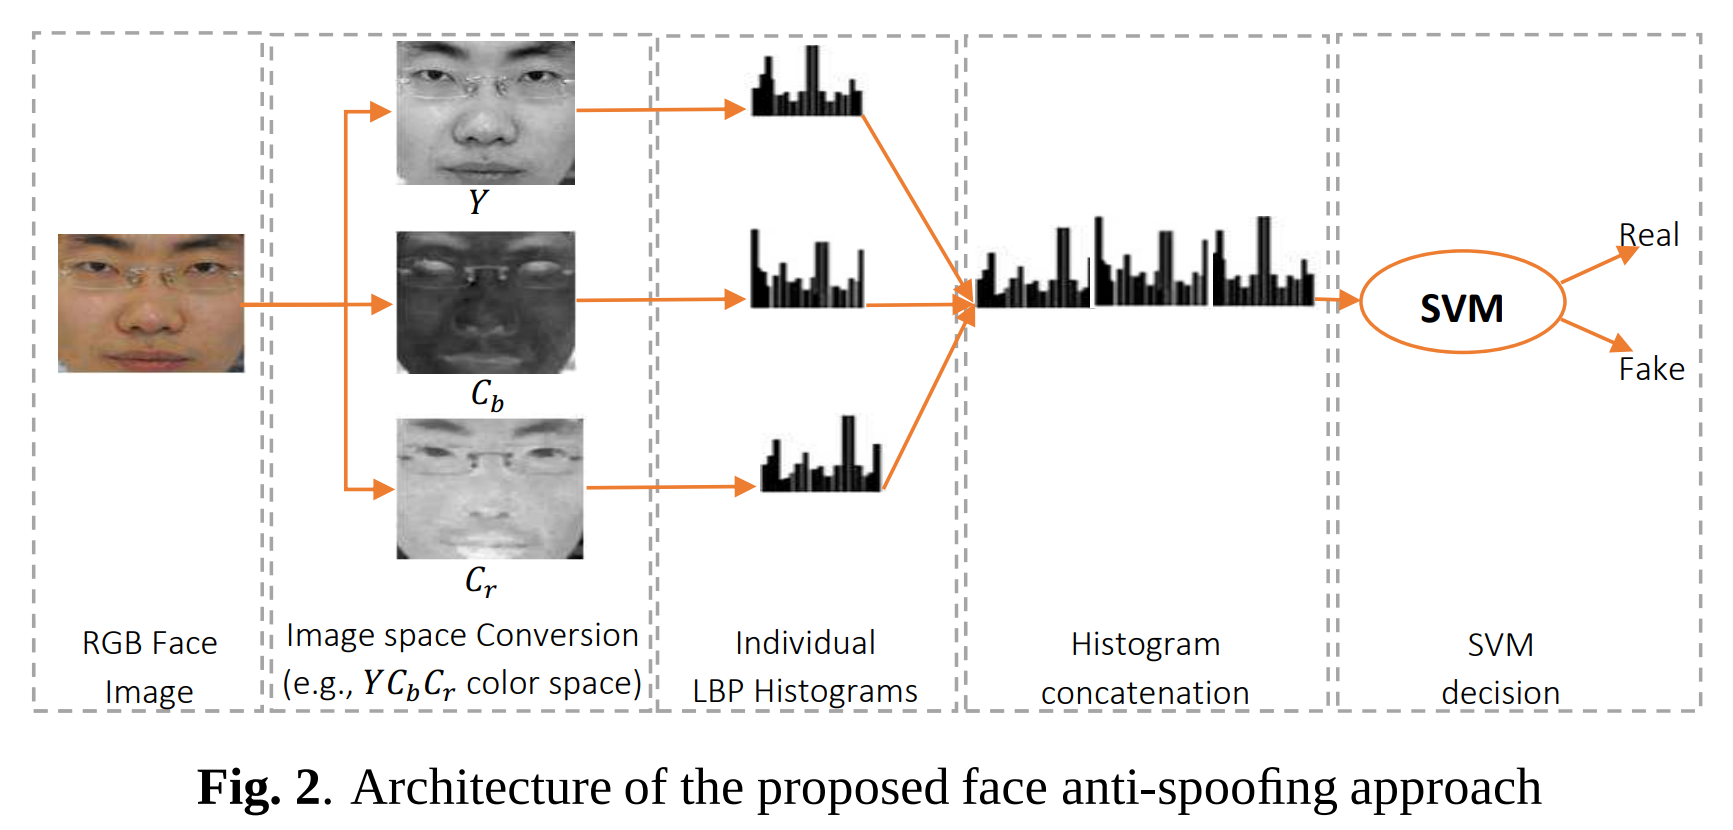 Y
C_b
C_r
SVM
Real
Fake
RGB Face
Image
Image space Conversion
(e.g., YC_bC_r color space)
Individual
LBP Histograms
Histogram
concatenation
SVM
decision
Fig. 2. Architecture of the proposed face anti-spoofing approach